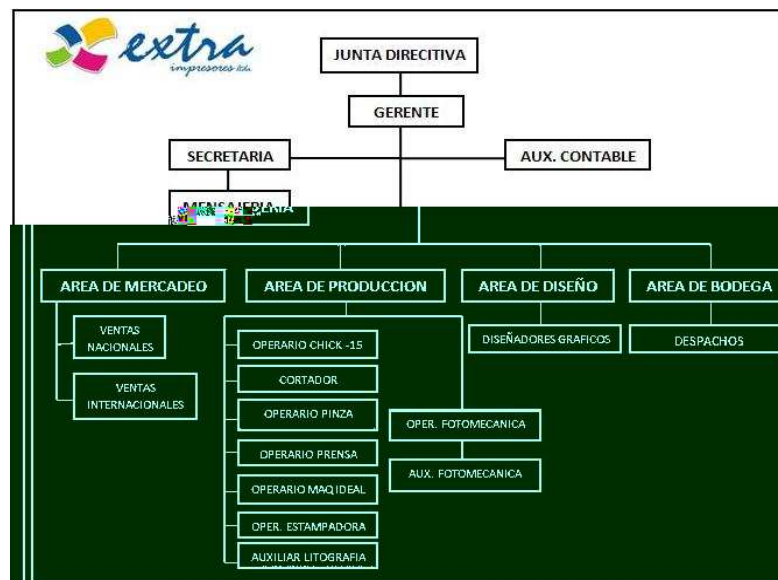 extra
impresores ltda.
JUNTA DIRECITIVA
GERENTE
SECRETARIA
AUX. CONTABLE
MENSAJERIA
AREA DE MERCADEO
AREA DE PRODUCCION
AREA DE DISEÑO
AREA DE BODEGA
VENTAS
NACIONALES
VENTAS
INTERNACIONALES
OPERARIO CHICK -15
CORTADOR
OPERARIO PINZA
OPERARIO PRENSA
OPERARIO MAQ IDEAL
OPER. ESTAMPADORA
AUXILIAR LITOGRAFIA
OPER. FOTOMECANICA
AUX. FOTOMECANICA
DISEÑADORES GRAFICOS
DESPACHOS